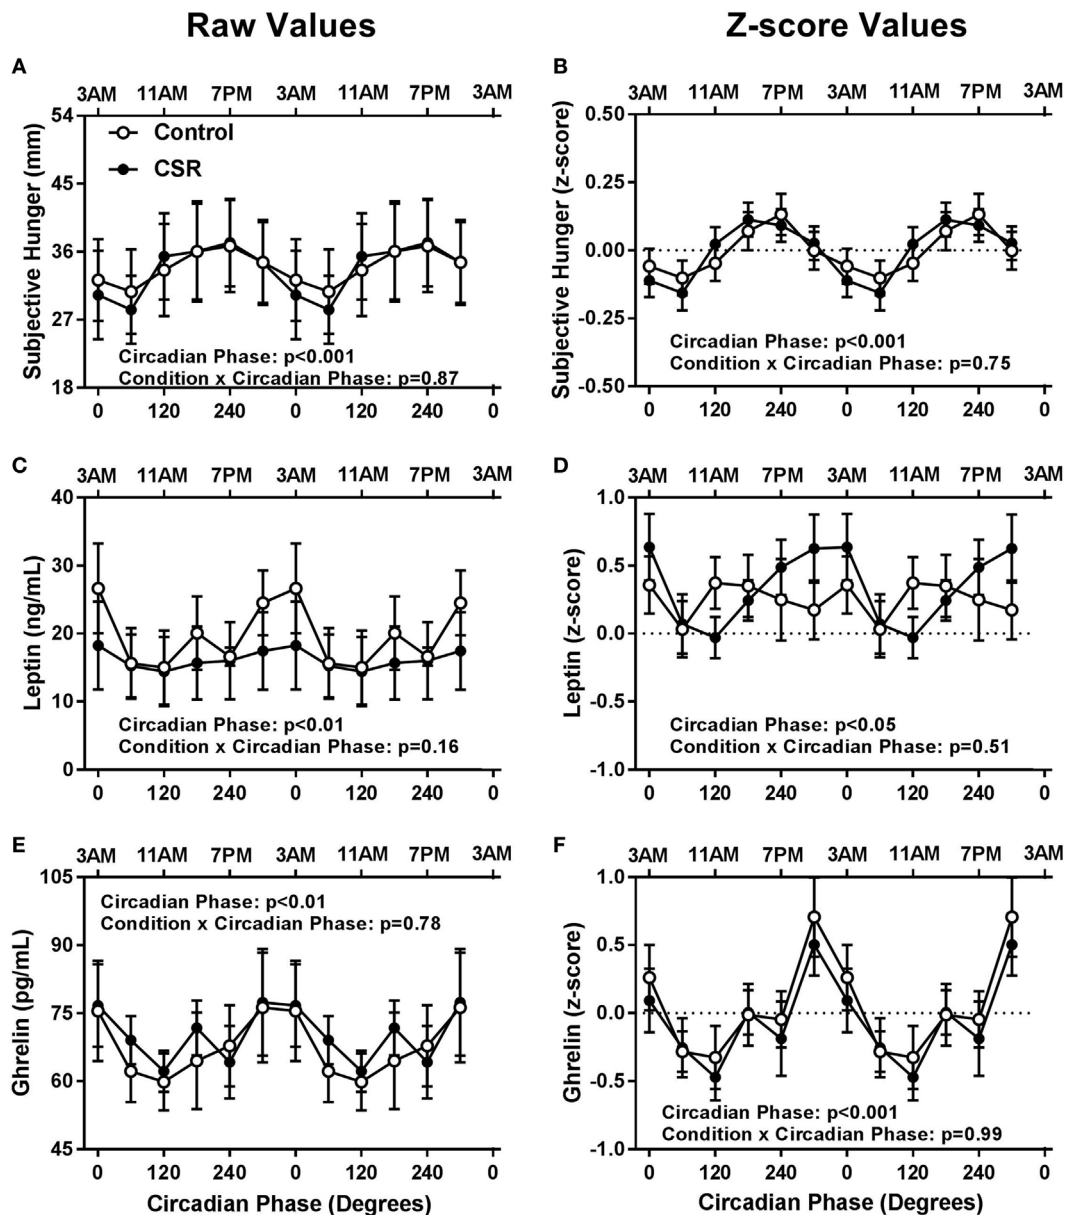 Raw Values
Z-score Values
A
3AM 11AM 7PM 3AM 11AM 7PM 3AM
54
45
36
27
18
Subjective Hunger (mm)
Control
CSR
Circadian Phase: p<0.001
Condition x Circadian Phase: p=0.87
0 120 240 0 120 240 0
B
3AM 11AM 7PM 3AM 11AM 7PM 3AM
0.50
0.25
0.00
-0.25
-0.50
Subjective Hunger (z-score)
Circadian Phase: p<0.001
Condition x Circadian Phase: p=0.75
0 120 240 0 120 240 0
C
3AM 11AM 7PM 3AM 11AM 7PM 3AM
40
30
20
10
0
Leptin (ng/mL)
Circadian Phase: p<0.01
Condition x Circadian Phase: p=0.16
0 120 240 0 120 240 0
D
3AM 11AM 7PM 3AM 11AM 7PM 3AM
1.0
0.5
0.0
-0.5
-1.0
Leptin (z-score)
Circadian Phase: p<0.05
Condition x Circadian Phase: p=0.51
0 120 240 0 120 240 0
E
3AM 11AM 7PM 3AM 11AM 7PM 3AM
105
90
75
60
45
Ghrelin (pg/mL)
Circadian Phase: p<0.01
Condition x Circadian Phase: p=0.78
0 120 240 0 120 240 0
Circadian Phase (Degrees)
F
3AM 11AM 7PM 3AM 11AM 7PM 3AM
1.0
0.5
0.0
-0.5
-1.0
Ghrelin (z-score)
Circadian Phase: p<0.001
Condition x Circadian Phase: p=0.99
0 120 240 0 120 240 0
Circadian Phase (Degrees)